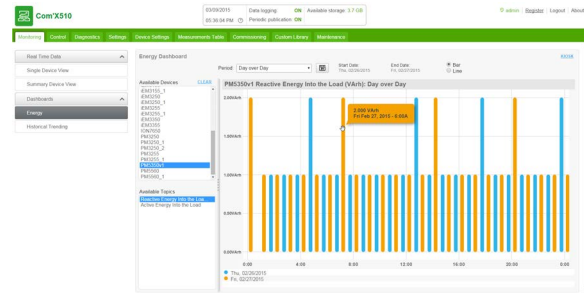 Com'X510
03/09/2015 Data logging ON Available storage 3.7 GB
05:36:54 PM Periodic publication ON
admin | Register | Logout | About
Monitoring Control Diagnostics Settings Device Settings Measurements Table Commissioning Custom Library Maintenance
Real Time Data
Single Device View
Summary Device View
Dashboards
Energy
Historical Trending
Energy Dashboard
Period Day over Day
Start Date:
Thu, 02/26/2015
End Date:
Fri, 02/27/2015
Bar
Line
Available Devices CLEAR
iEM3155_1
iEM3250
iEM3250_1
iEM3255
iEM3255_1
iEM3350
iEM3355
ION7650
PM3250
PM3250_1
PM3250_2
PM3255
PM3255_1
PM5350v1
PM5560
PM5560_1
Available Topics
Reactive Energy Into the Loa...
Active Energy Into the Load
PM5350v1 Reactive Energy Into the Load (VArh): Day over Day
2.000 VArh
Fri Feb 27, 2015 - 6:00A
0:00 4:00 8:00 12:00 16:00 20:00 0:00
Thu, 02/26/2015
Fri, 02/27/2015